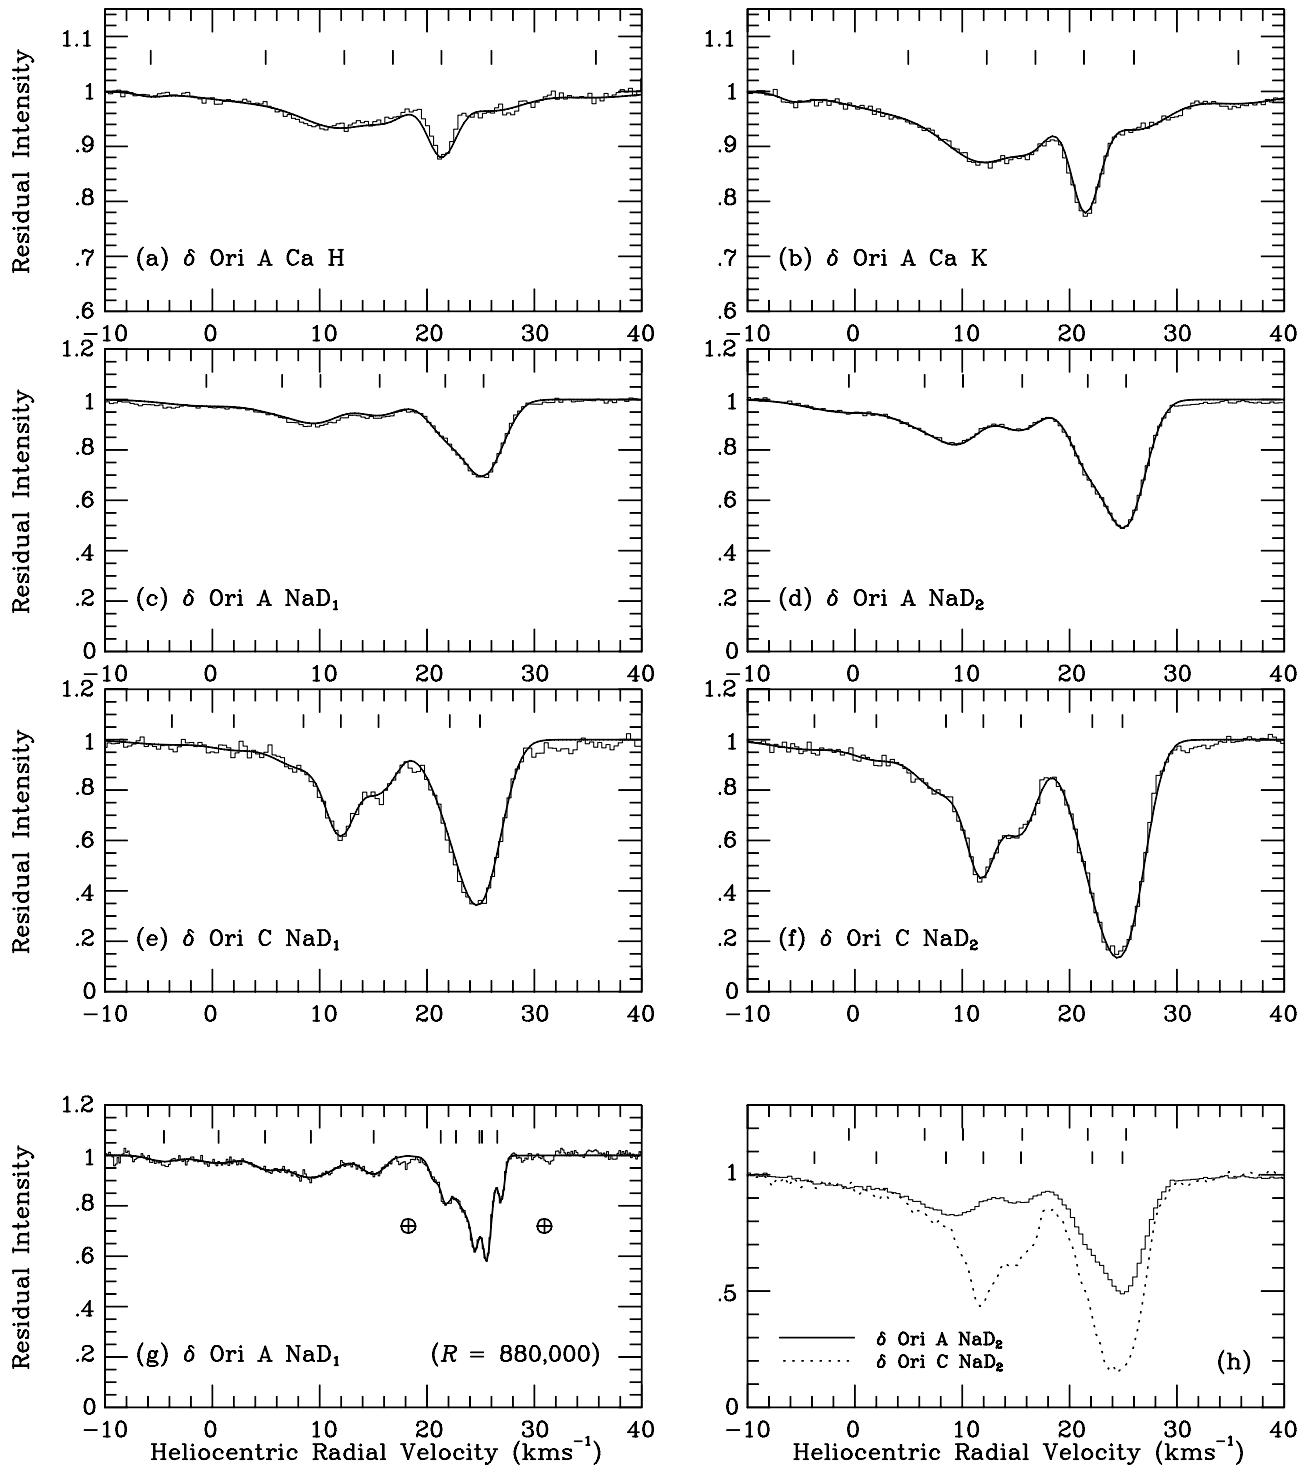 Residual Intensity
1.1
1
.9
.8
.7
.6
(a) δ Ori A Ca H
−10 0 10 20 30 40
1.1
1
.9
.8
.7
.6
(b) δ Ori A Ca K
−10 0 10 20 30 40
Residual Intensity
1.2
1
.8
.6
.4
.2
0
(c) δ Ori A NaD₁
−10 0 10 20 30 40
1.2
1
.8
.6
.4
.2
0
(d) δ Ori A NaD₂
−10 0 10 20 30 40
Residual Intensity
1.2
1
.8
.6
.4
.2
0
(e) δ Ori C NaD₁
−10 0 10 20 30 40
1.2
1
.8
.6
.4
.2
0
(f) δ Ori C NaD₂
−10 0 10 20 30 40
Residual Intensity
1.2
1
.8
.6
.4
.2
0
(g) δ Ori A NaD₁ (R = 880,000)
−10 0 10 20 30 40
Heliocentric Radial Velocity (kms⁻¹)
1
.5
0
δ Ori A NaD₂
δ Ori C NaD₂
(h)
−10 0 10 20 30 40
Heliocentric Radial Velocity (kms⁻¹)